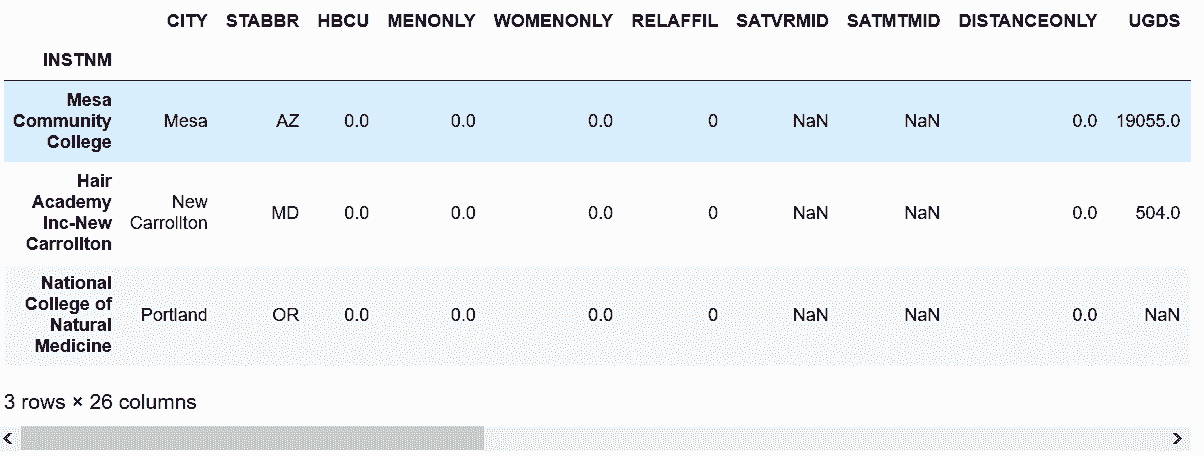 CITY STABBR HBCU MENONLY WOMENONLY RELAFFIL SATVRMID SATMTMID DISTANCEONLY UGDS
INSTNM
Mesa
Community
College
Mesa AZ 0.0 0.0 0.0 0 NaN NaN 0.0 19055.0
Hair
Academy
Inc-New
Carrollton
New
Carrollton
MD 0.0 0.0 0.0 0 NaN NaN 0.0 504.0
National
College of
Natural
Medicine
Portland OR 0.0 0.0 0.0 0 NaN NaN 0.0 NaN
3 rows × 26 columns